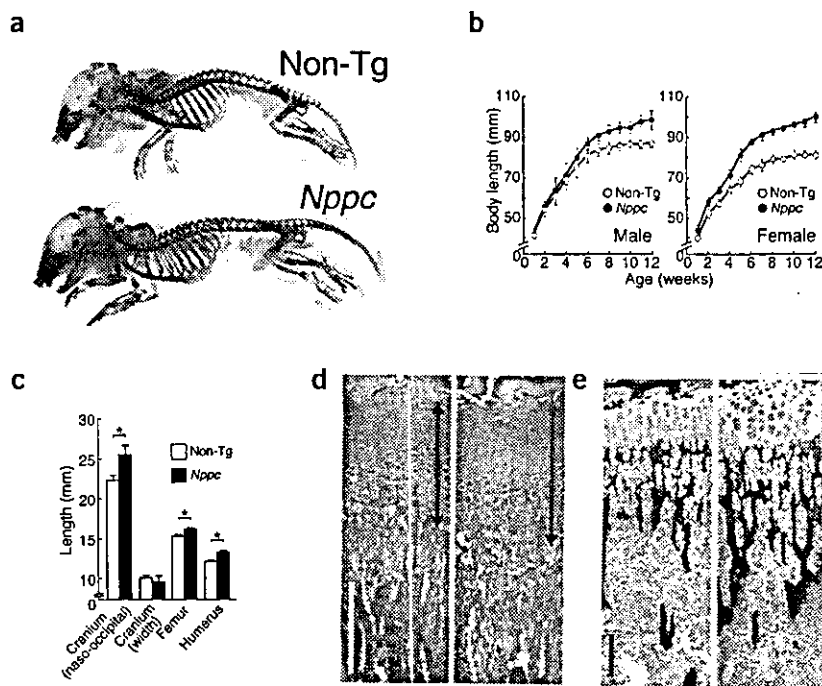 a
Non-Tg
Nppc
b
Body length (mm)
110
90
70
50
Non-Tg
Nppc
Male
0 2 4 6 8 10 12
110
90
70
50
Non-Tg
Nppc
Female
0 2 4 6 8 10 12
Age (weeks)
c
Length (mm)
30
25
20
15
10
0
* * *
Non-Tg
Nppc
Cranium
(naso-occipital)
Cranium
(width)
Femur
Humerus
d
e